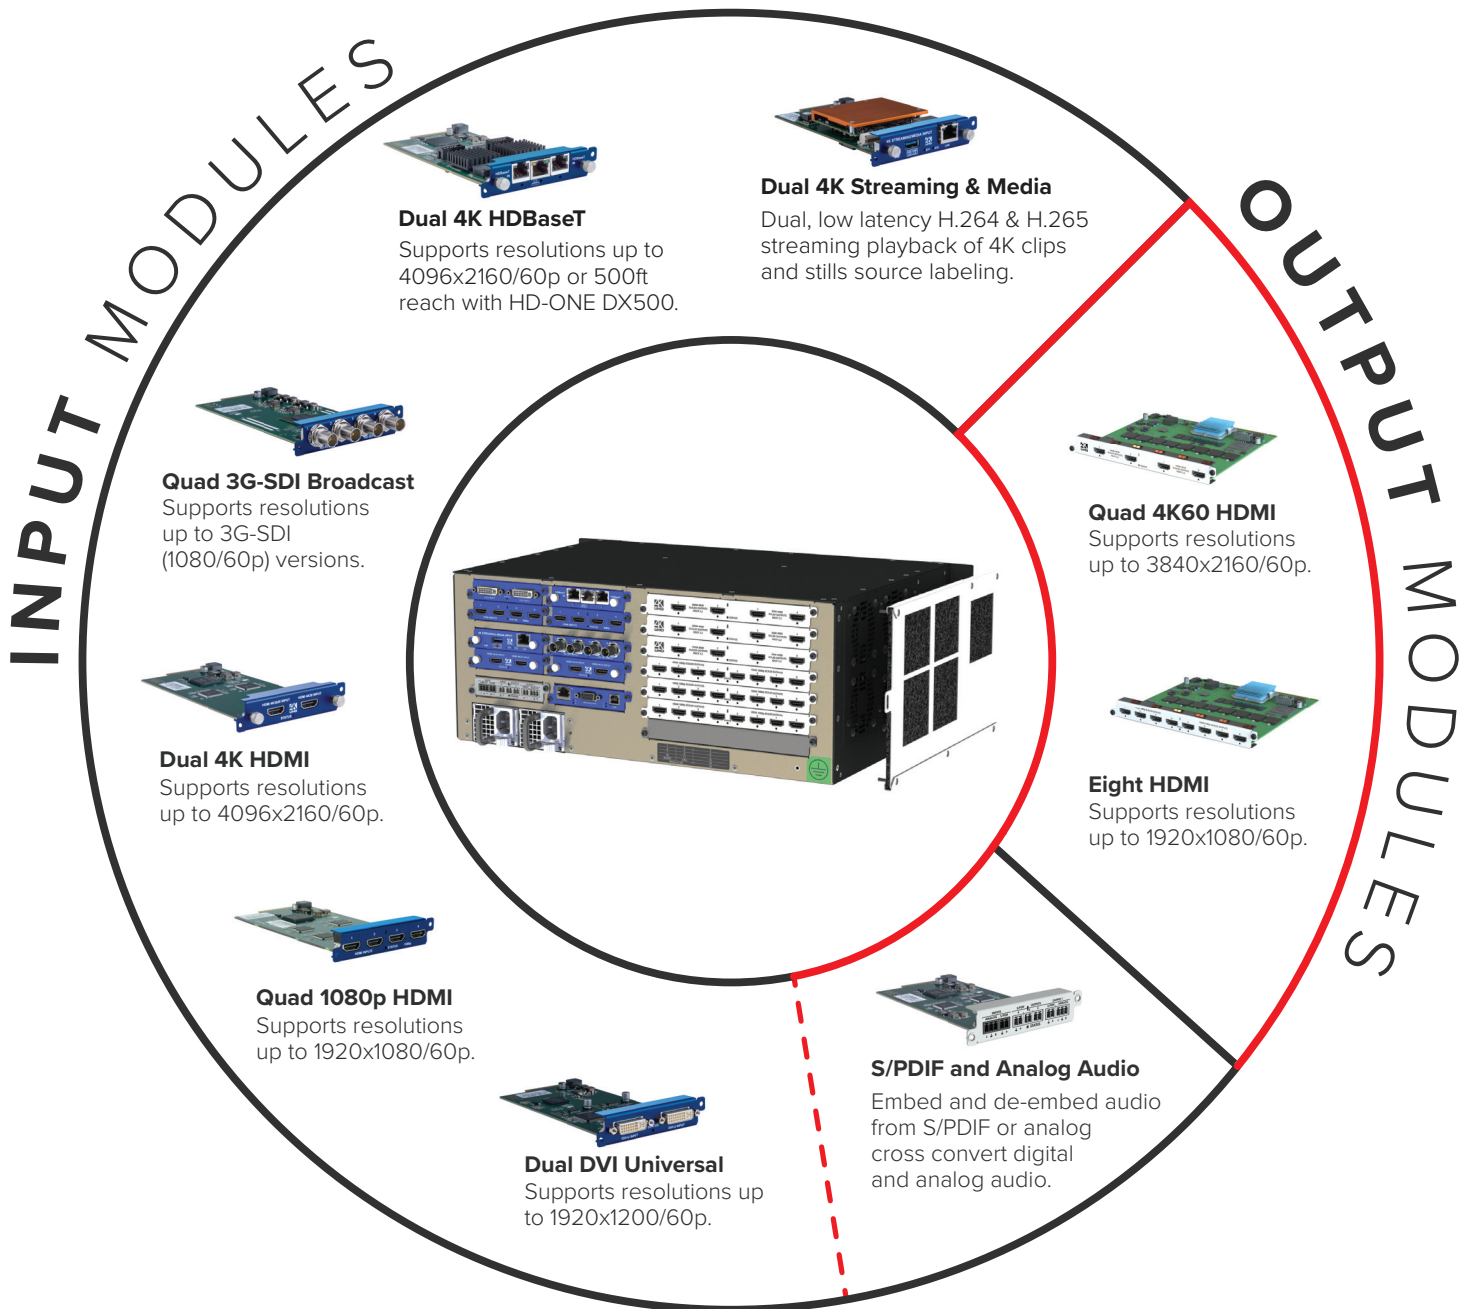 INPUT MODULES
OUTPUT MODULES
Dual 4K HDBaseT
Supports resolutions up to
4096x2160/60p or 500ft
reach with HD-ONE DX500.
Dual 4K Streaming & Media
Dual, low latency H.264 & H.265
streaming playback of 4K clips
and stills source labeling.
Quad 3G-SDI Broadcast
Supports resolutions
up to 3G-SDI
(1080/60p) versions.
Quad 4K60 HDMI
Supports resolutions
up to 3840x2160/60p.
Dual 4K HDMI
Supports resolutions
up to 4096x2160/60p.
Eight HDMI
Supports resolutions
up to 1920x1080/60p.
Quad 1080p HDMI
Supports resolutions
up to 1920x1080/60p.
S/PDIF and Analog Audio
Embed and de-embed audio
from S/PDIF or analog
cross convert digital
and analog audio.
Dual DVI Universal
Supports resolutions up
to 1920x1200/60p.